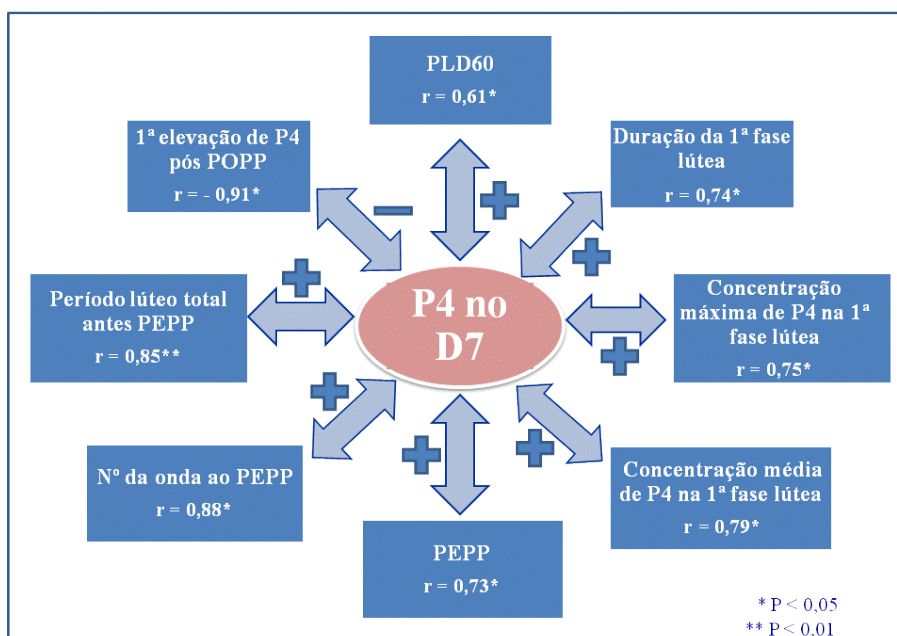 PLD60
r = 0,61*
1ª elevação de P4
pós POPP
r = - 0,91*
Duração da 1ª fase
lútea
r = 0,74*
Período lúteo total
antes PEPP
r = 0,85**
P4 no
D7
Concentração
máxima de P4 na 1ª
fase lútea
r = 0,75*
Nº da onda ao PEPP
r = 0,88*
Concentração média
de P4 na 1ª fase lútea
r = 0,79*
PEPP
r = 0,73*
* P < 0,05
** P < 0.01